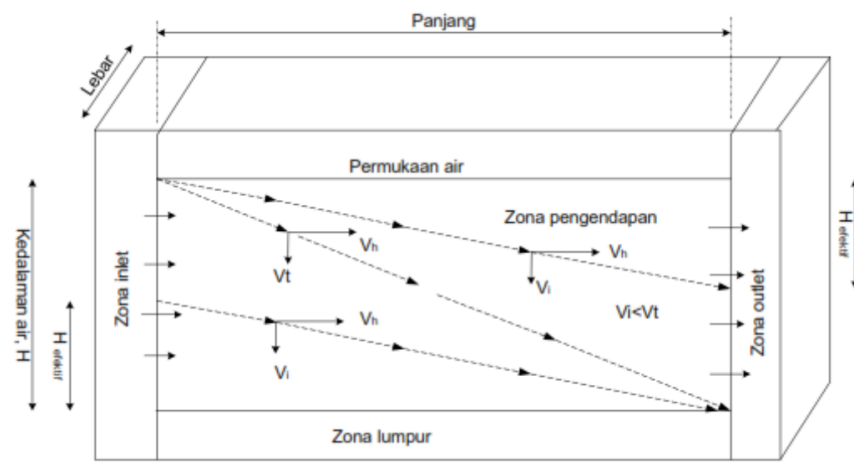 Panjang
Lebar
Permukaan air
Kedalaman air, H
H efektif
Zona inlet
Zona pengendapan
Vh
Vt
Vh
Vi
Vi<Vt
Vh
Vi
Zona outlet
H efektif
Zona lumpur